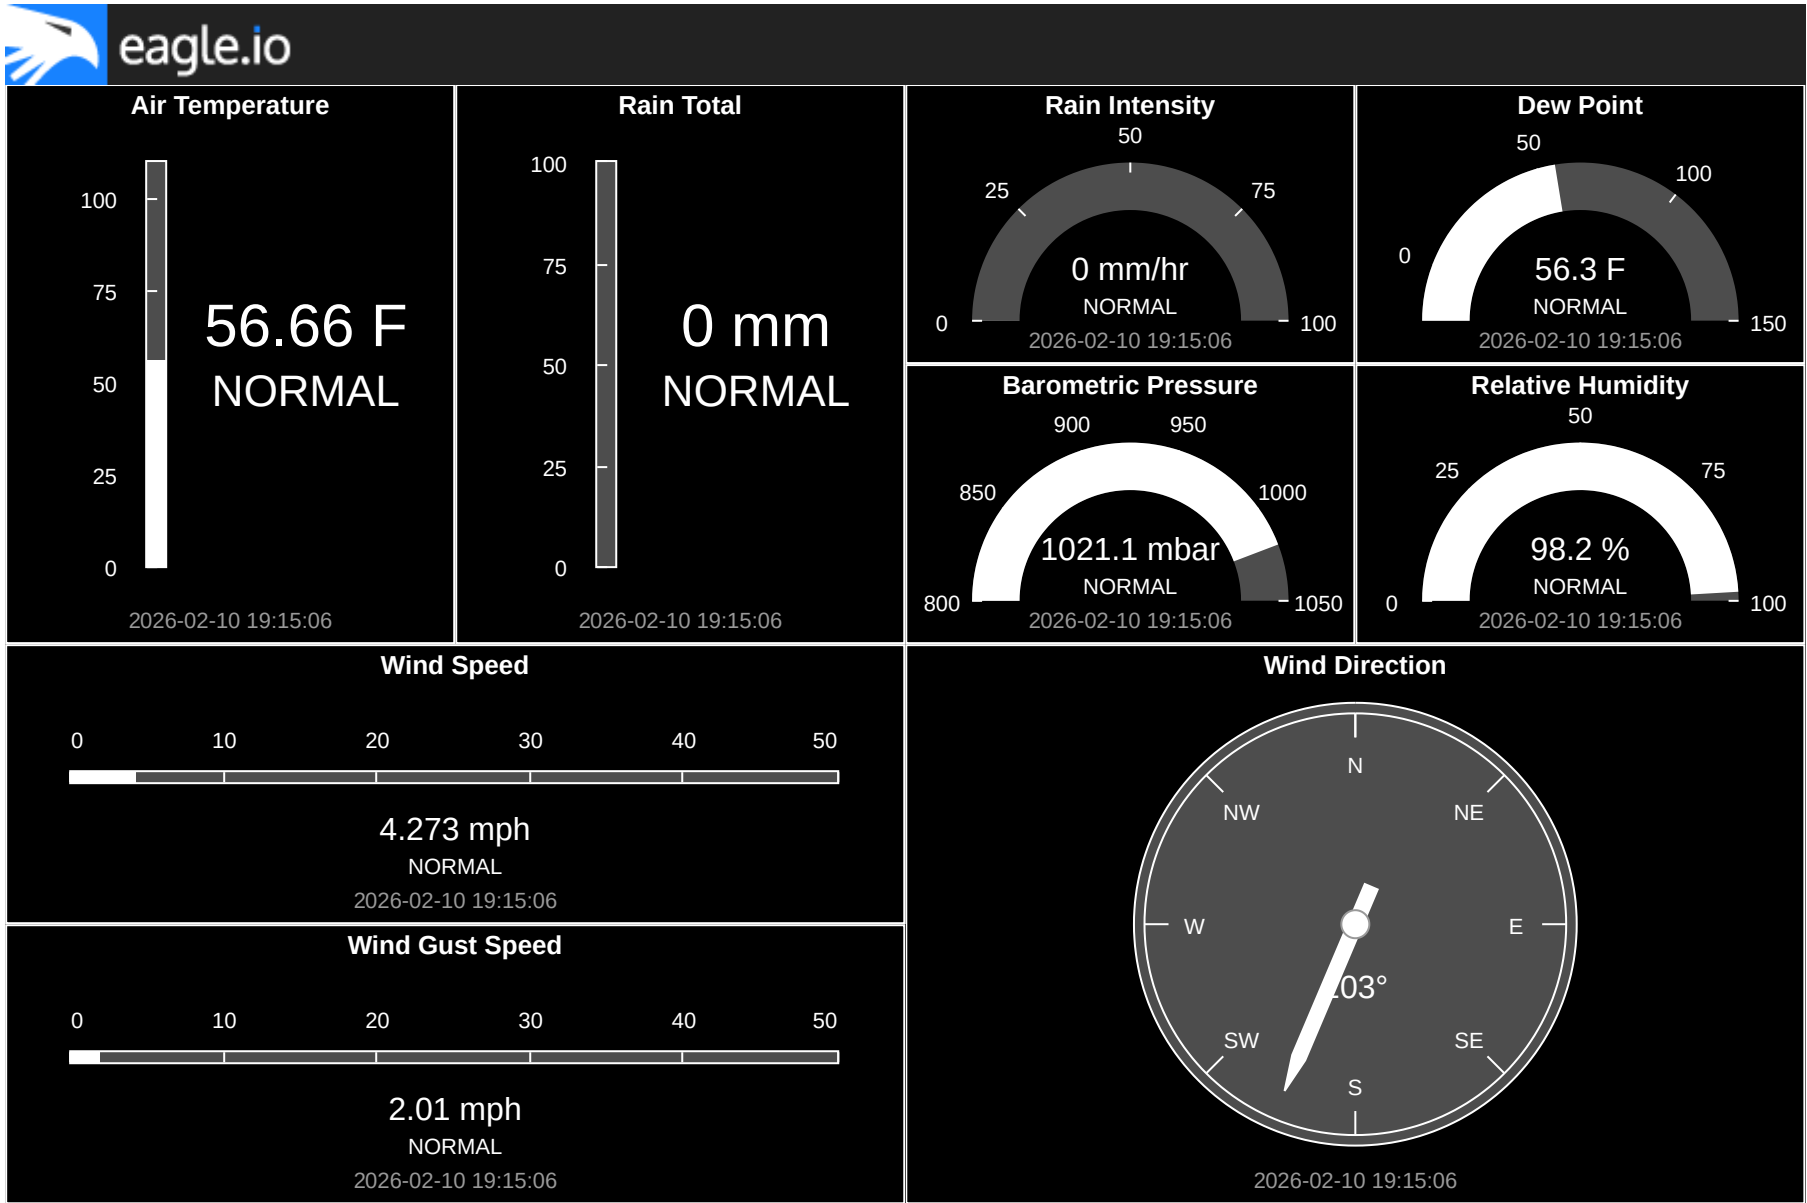 eagle.io
Air Temperature
100
75
50
25
0
56.66 F
NORMAL
2026-02-10 19:15:06
Rain Total
100
75
50
25
0
0 mm
NORMAL
2026-02-10 19:15:06
Rain Intensity
0
25
50
75
100
0 mm/hr
NORMAL
2026-02-10 19:15:06
Dew Point
0
50
100
150
56.3 F
NORMAL
2026-02-10 19:15:06
Barometric Pressure
800
850
900
950
1000
1050
1021.1 mbar
NORMAL
2026-02-10 19:15:06
Relative Humidity
0
25
50
75
100
98.2 %
NORMAL
2026-02-10 19:15:06
Wind Speed
0 10 20 30 40 50
4.273 mph
NORMAL
2026-02-10 19:15:06
Wind Gust Speed
0 10 20 30 40 50
2.01 mph
NORMAL
2026-02-10 19:15:06
Wind Direction
N
NW NE
W E
SW SE
S
2026-02-10 19:15:06